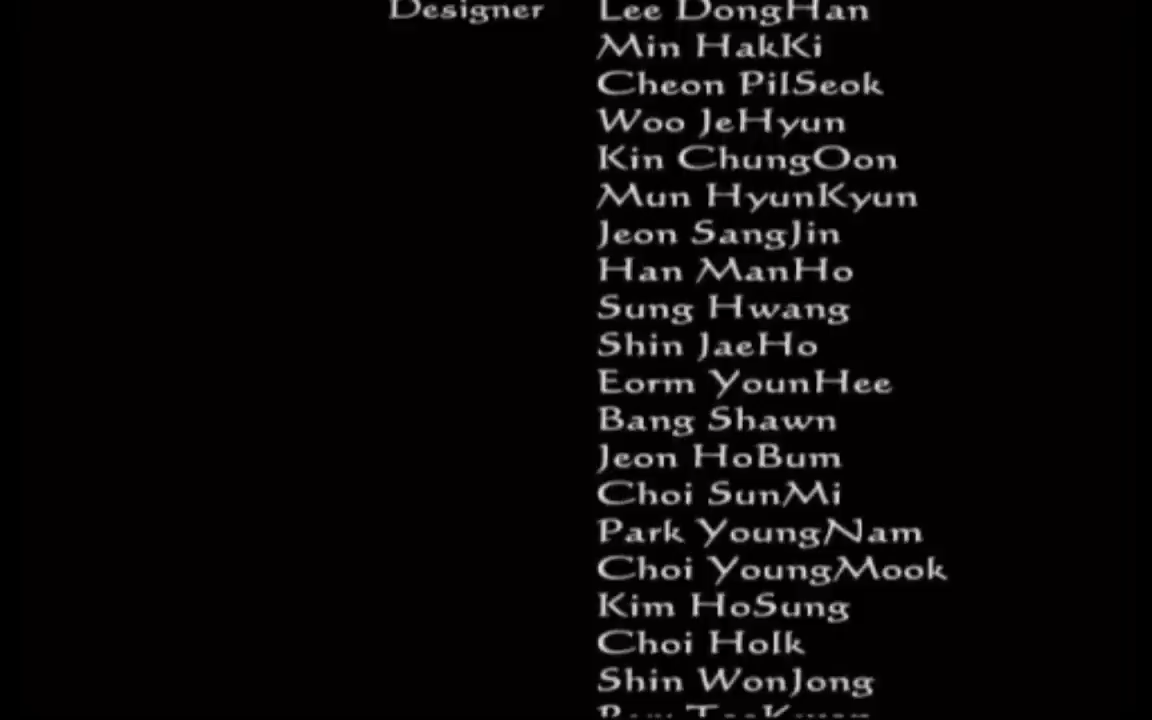 Designer Lee DongHan
Min HakKi
Cheon PilSeok
Woo JeHyun
Kin ChungOon
Mun HyunKyun
Jeon SangJin
Han ManHo
Sung Hwang
Shin JaeHo
Eorm YounHee
Bang Shawn
Jeon HoBum
Choi SunMi
Park YoungNam
Choi YoungMook
Kim HoSung
Choi HoIk
Shin WonJong